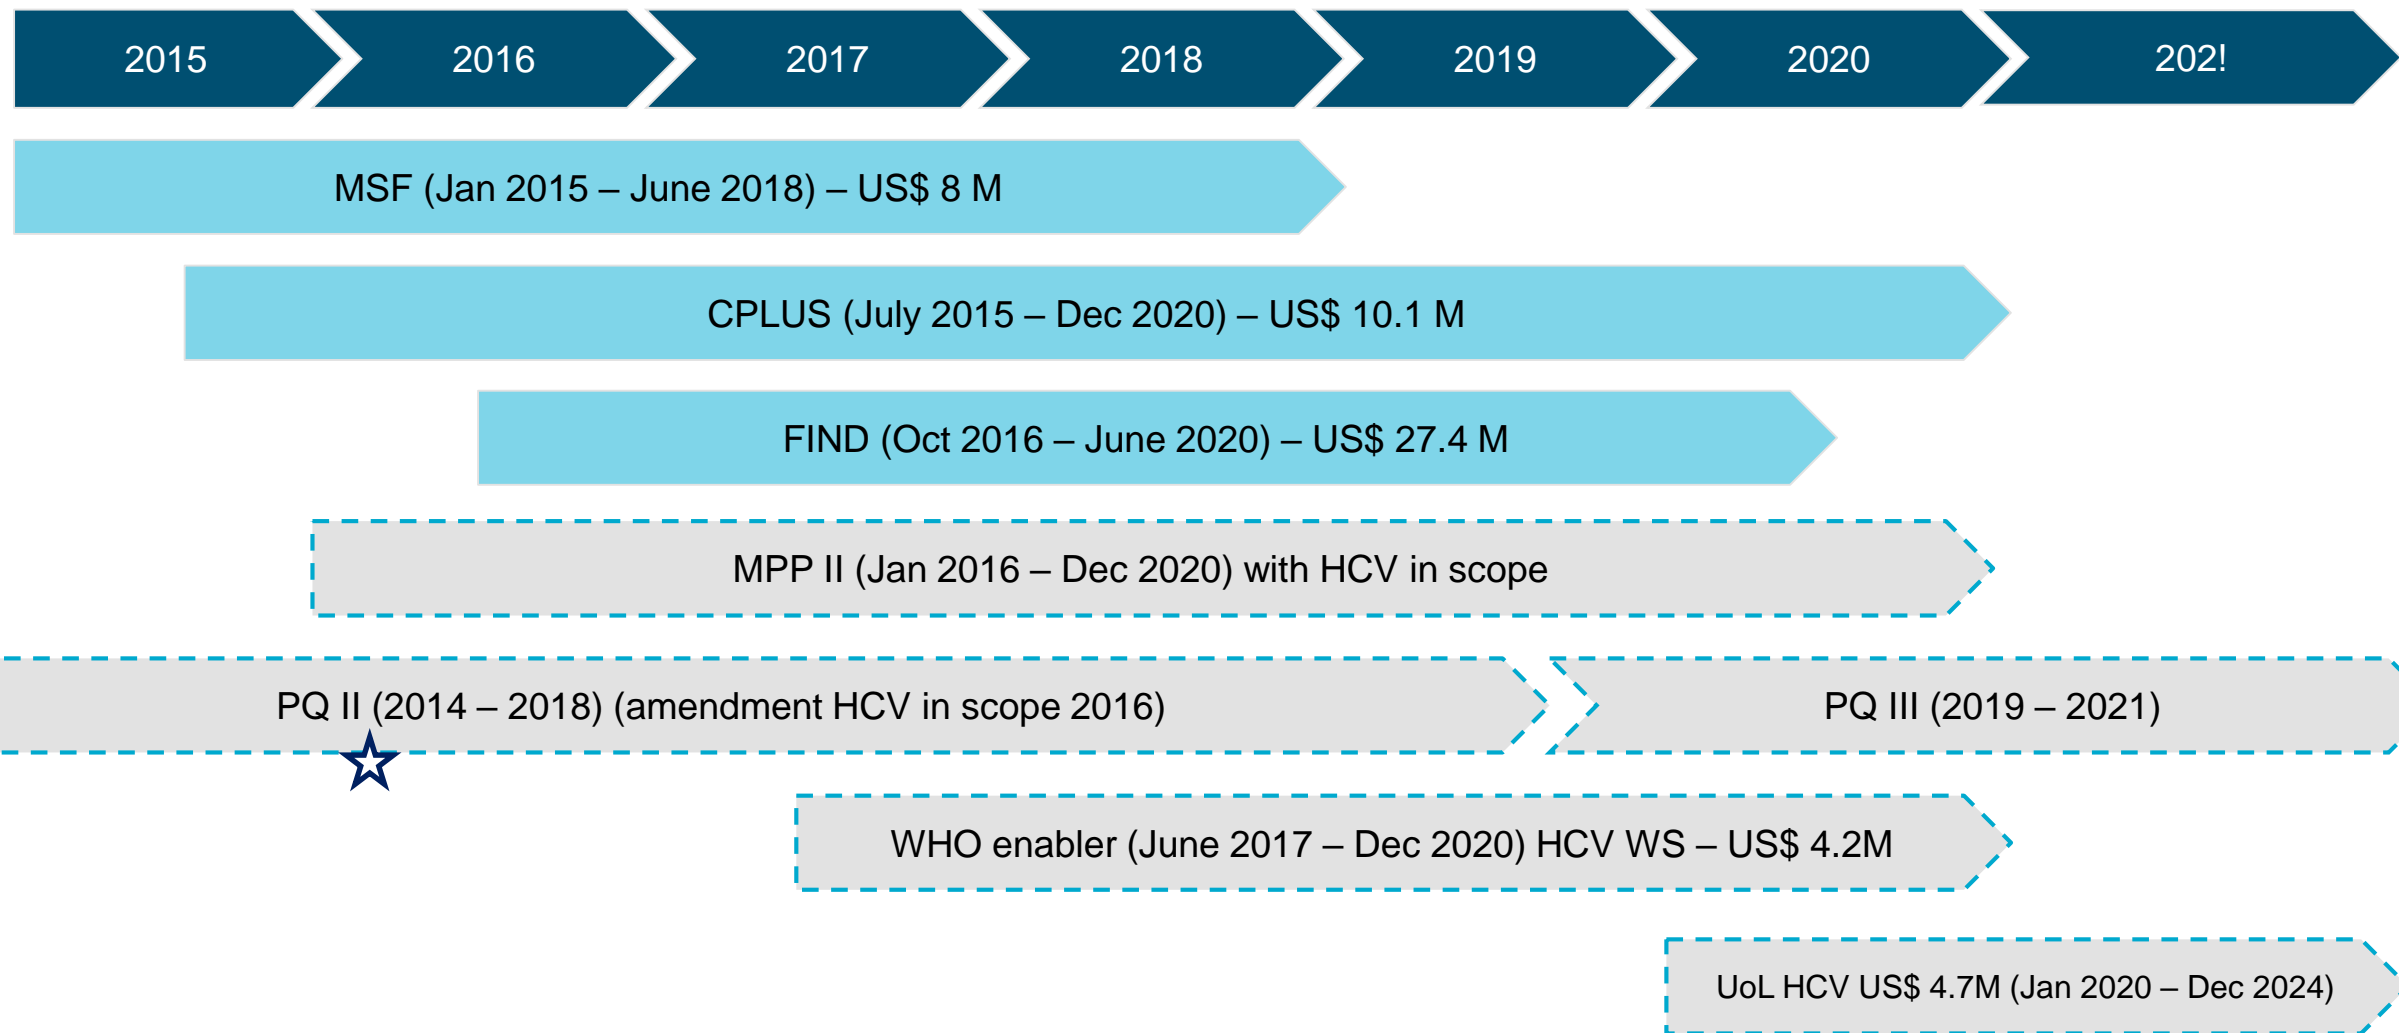 2015
2016
2017
2018
2019
2020
202!
MSF (Jan 2015 – June 2018) – US$ 8 M
CPLUS (July 2015 – Dec 2020) – US$ 10.1 M
FIND (Oct 2016 – June 2020) – US$ 27.4 M
MPP II (Jan 2016 – Dec 2020) with HCV in scope
PQ II (2014 – 2018) (amendment HCV in scope 2016)
PQ III (2019 – 2021)
WHO enabler (June 2017 – Dec 2020) HCV WS – US$ 4.2M
UoL HCV US$ 4.7M (Jan 2020 – Dec 2024)